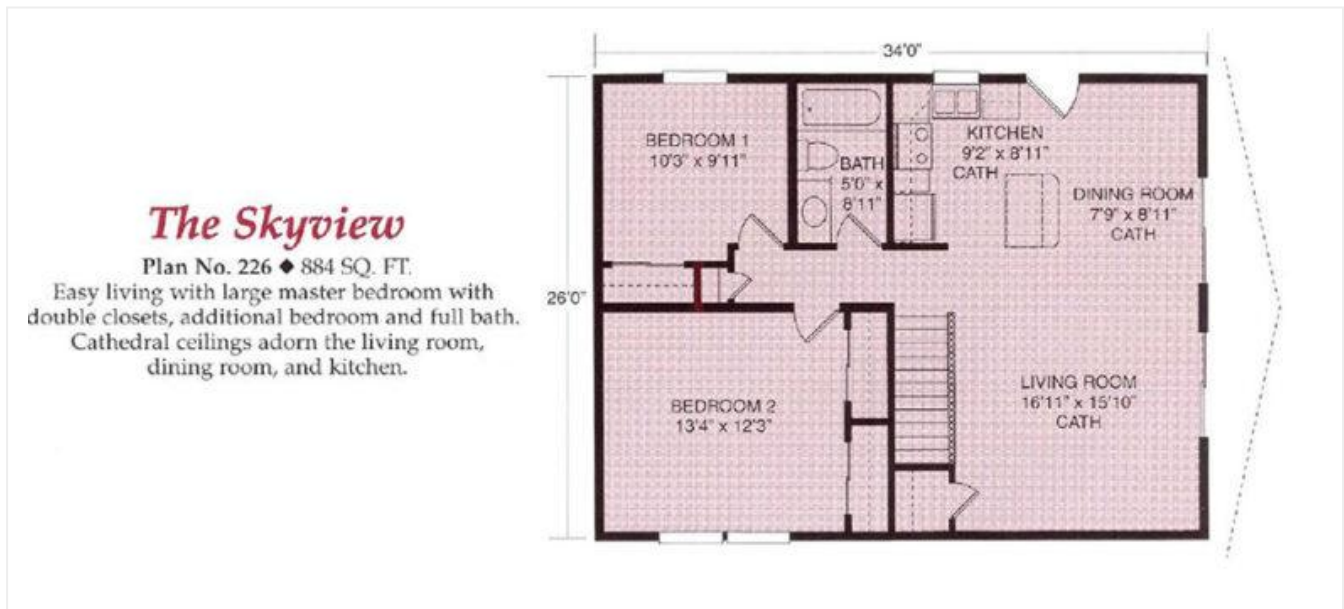 The Skyview
Plan No. 226 ◆ 884 SQ. FT.
Easy living with large master bedroom with
double closets, additional bedroom and full bath.
Cathedral ceilings adorn the living room,
dining room, and kitchen.
34'0"
26'0"
BEDROOM 1
10'3" x 9'11"
BATH
5'0" x
8'11"
KITCHEN
9'2" x 8'11"
CATH
DINING ROOM
7'9" x 8'11"
CATH
BEDROOM 2
13'4" x 12'3"
LIVING ROOM
16'11" x 15'10"
CATH